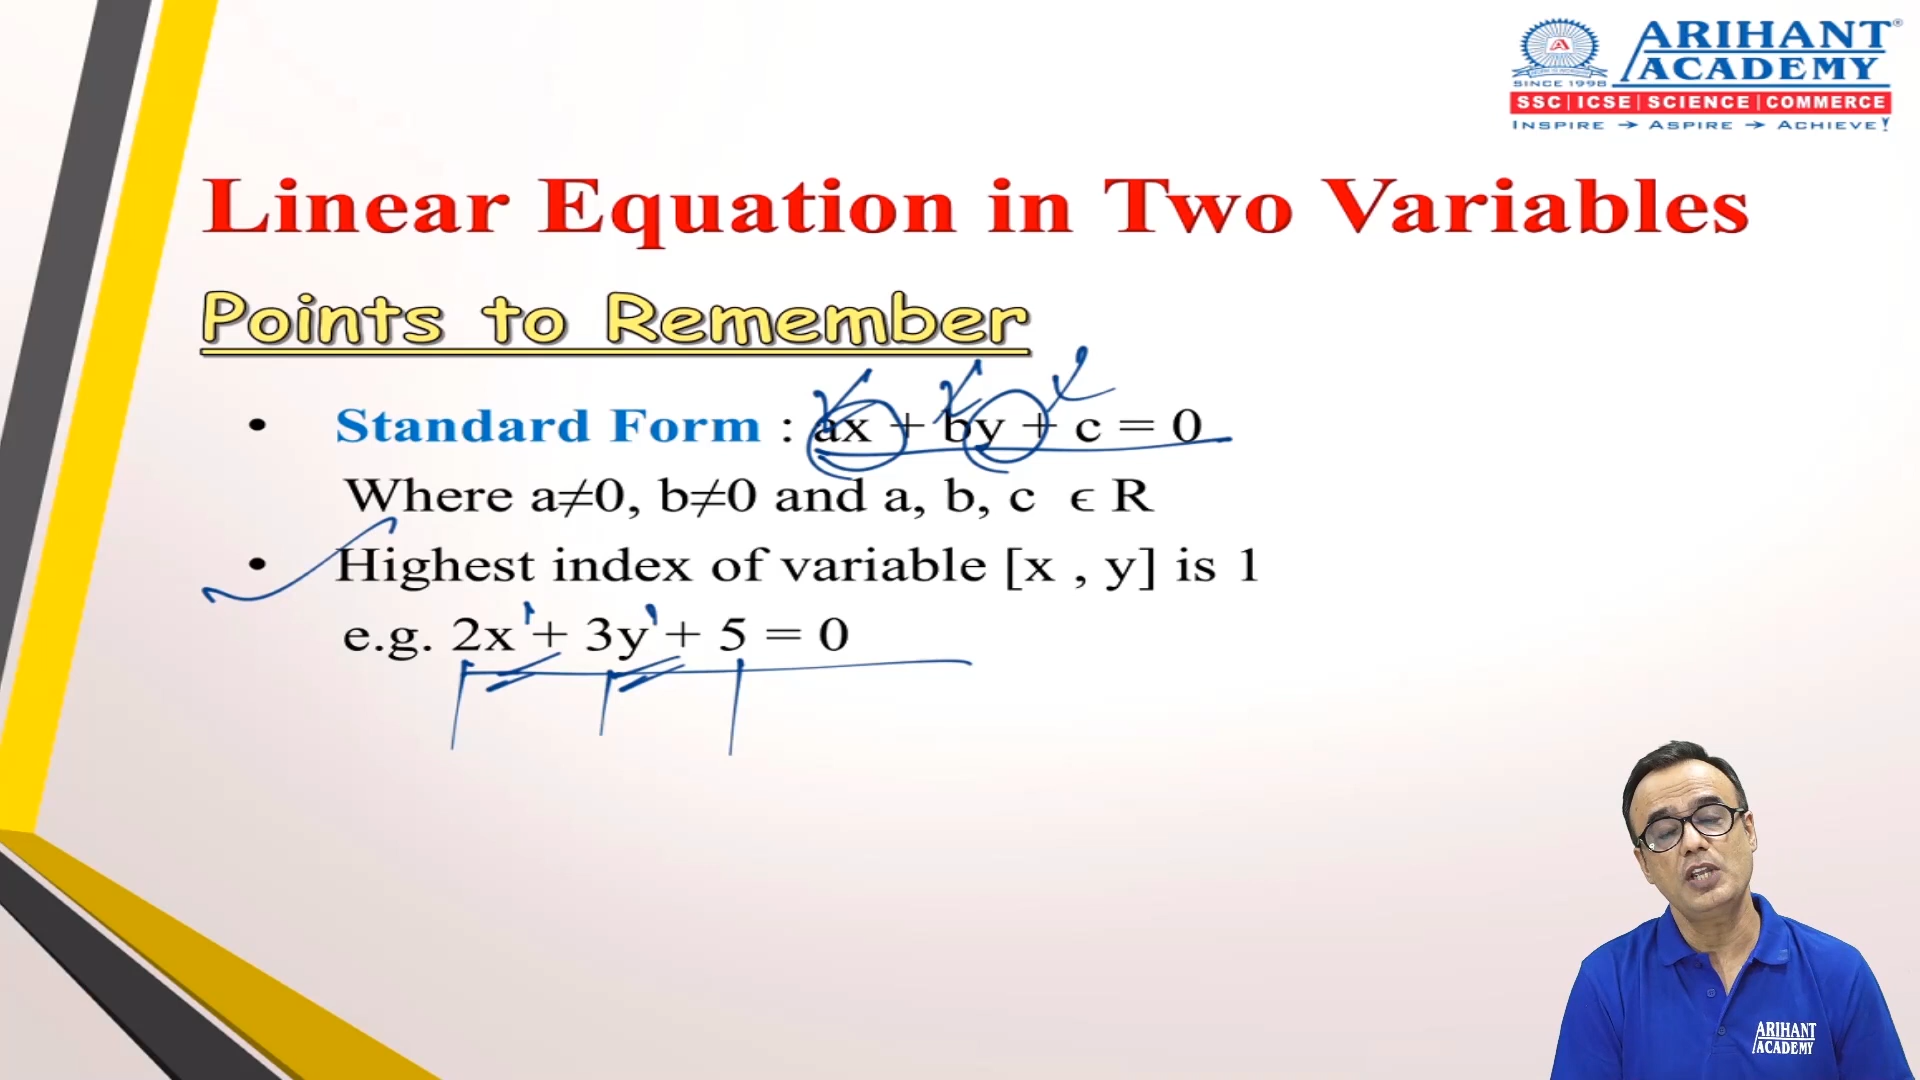 ARIHANT®
ACADEMY
A
SINCE 1998
SSC | ICSE | SCIENCE | COMMERCE
INSPIRE → ASPIRE → ACHIEVE!
Linear Equation in Two Variables
Points to Remember
• Standard Form : ax + by + c = 0
Where a≠0, b≠0 and a, b, c ϵ R
• Highest index of variable [x , y] is 1
e.g. 2x¹ + 3y¹ + 5 = 0
ARIHANT
ACADEMY